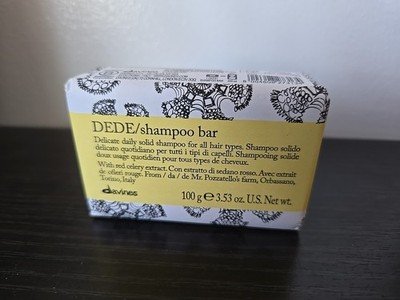 DEDE/shampoo bar
Delicate daily solid shampoo for all hair types. Shampoo solido
delicato quotidiano per tutti i tipi di capelli. Shampooing solide
doux usage quotidien pour tous types de cheveux.
With red celery extract. Con estratto di sedano rosso. Avec extrait
de céleri rouge. From / da / de Mr. Pozzatello's farm, Orbassano,
Torino, Italy
davines
100 g ℮ 3.53 oz. U.S. Net wt.